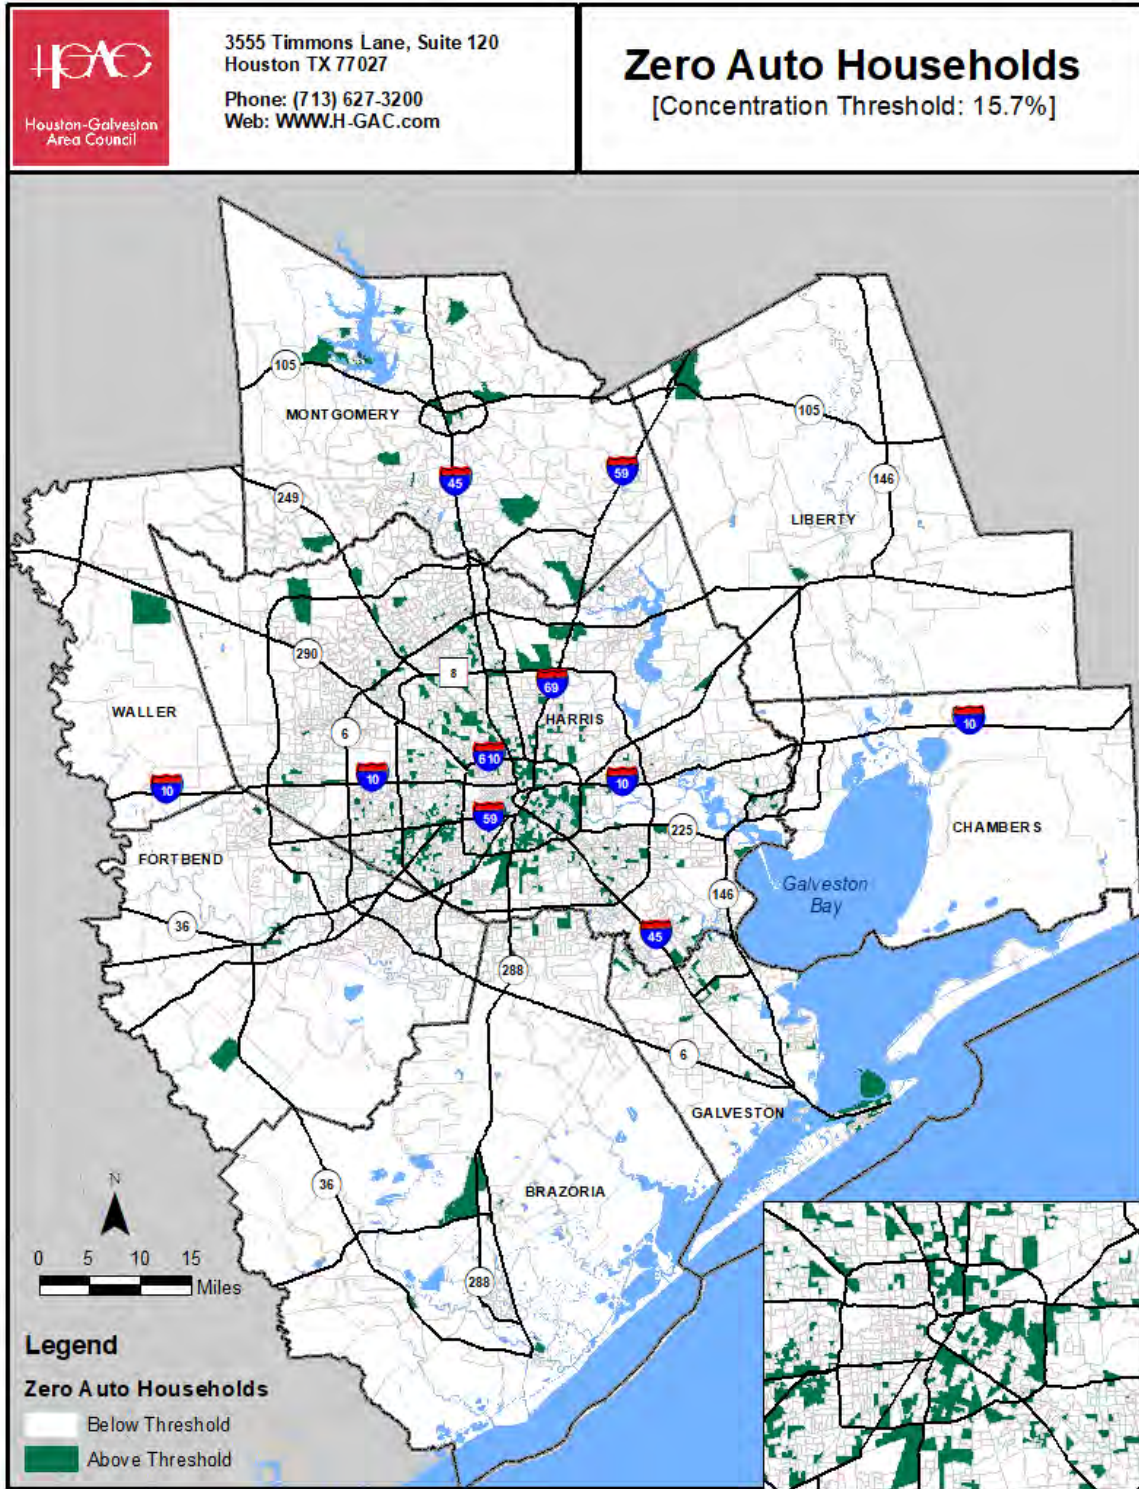 HGAC
Houston-Galveston
Area Council
3555 Timmons Lane, Suite 120
Houston TX 77027
Phone: (713) 627-3200
Web: WWW.H-GAC.com
Zero Auto Households
[Concentration Threshold: 15.7%]
105
MONTGOMERY
105
45
59
146
249
LIBERTY
290
8
69
WALLER
6
HARRIS
10
610
10
10
10
59
225
CHAMBERS
FORTBEND
Galveston
Bay
146
36
45
288
6
GALVESTON
36
BRAZORIA
288
N
0 5 10 15
Miles
Legend
Zero Auto Households
Below Threshold
Above Threshold